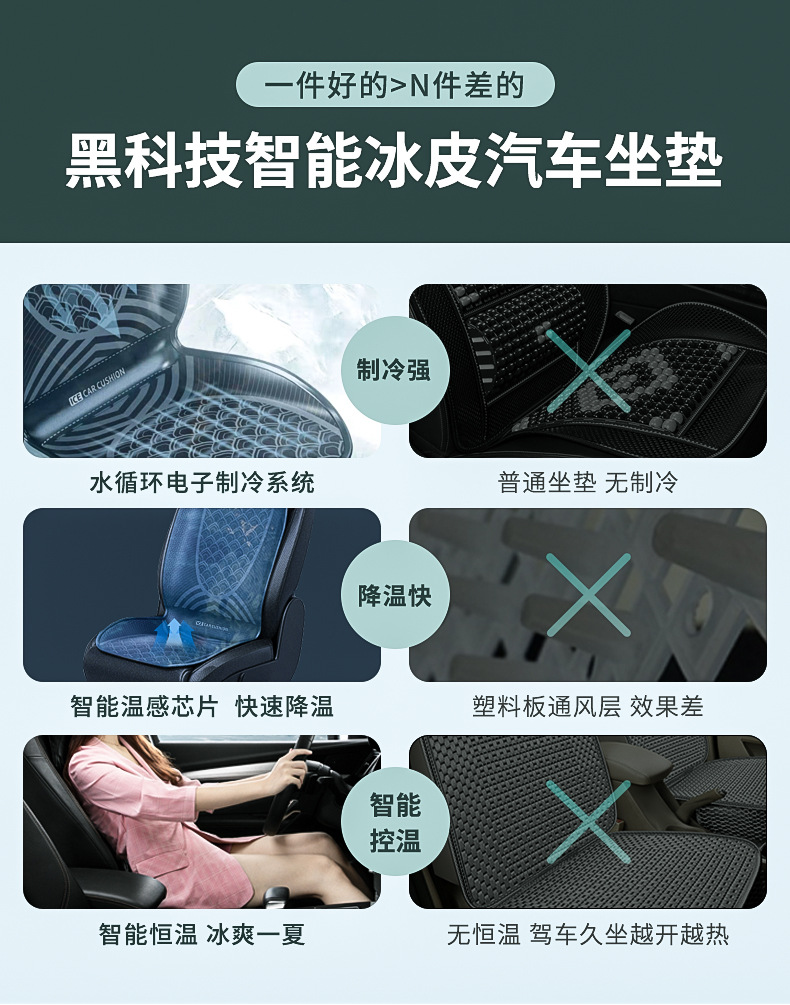 一件好的>N件差的
黑科技智能冰皮汽车坐垫
ICE CAR CUSHION
制冷强
水循环电子制冷系统
普通坐垫 无制冷
降温快
智能温感芯片 快速降温
塑料板通风层 效果差
智能
控温
智能恒温 冰爽一夏
无恒温 驾车久坐越开越热